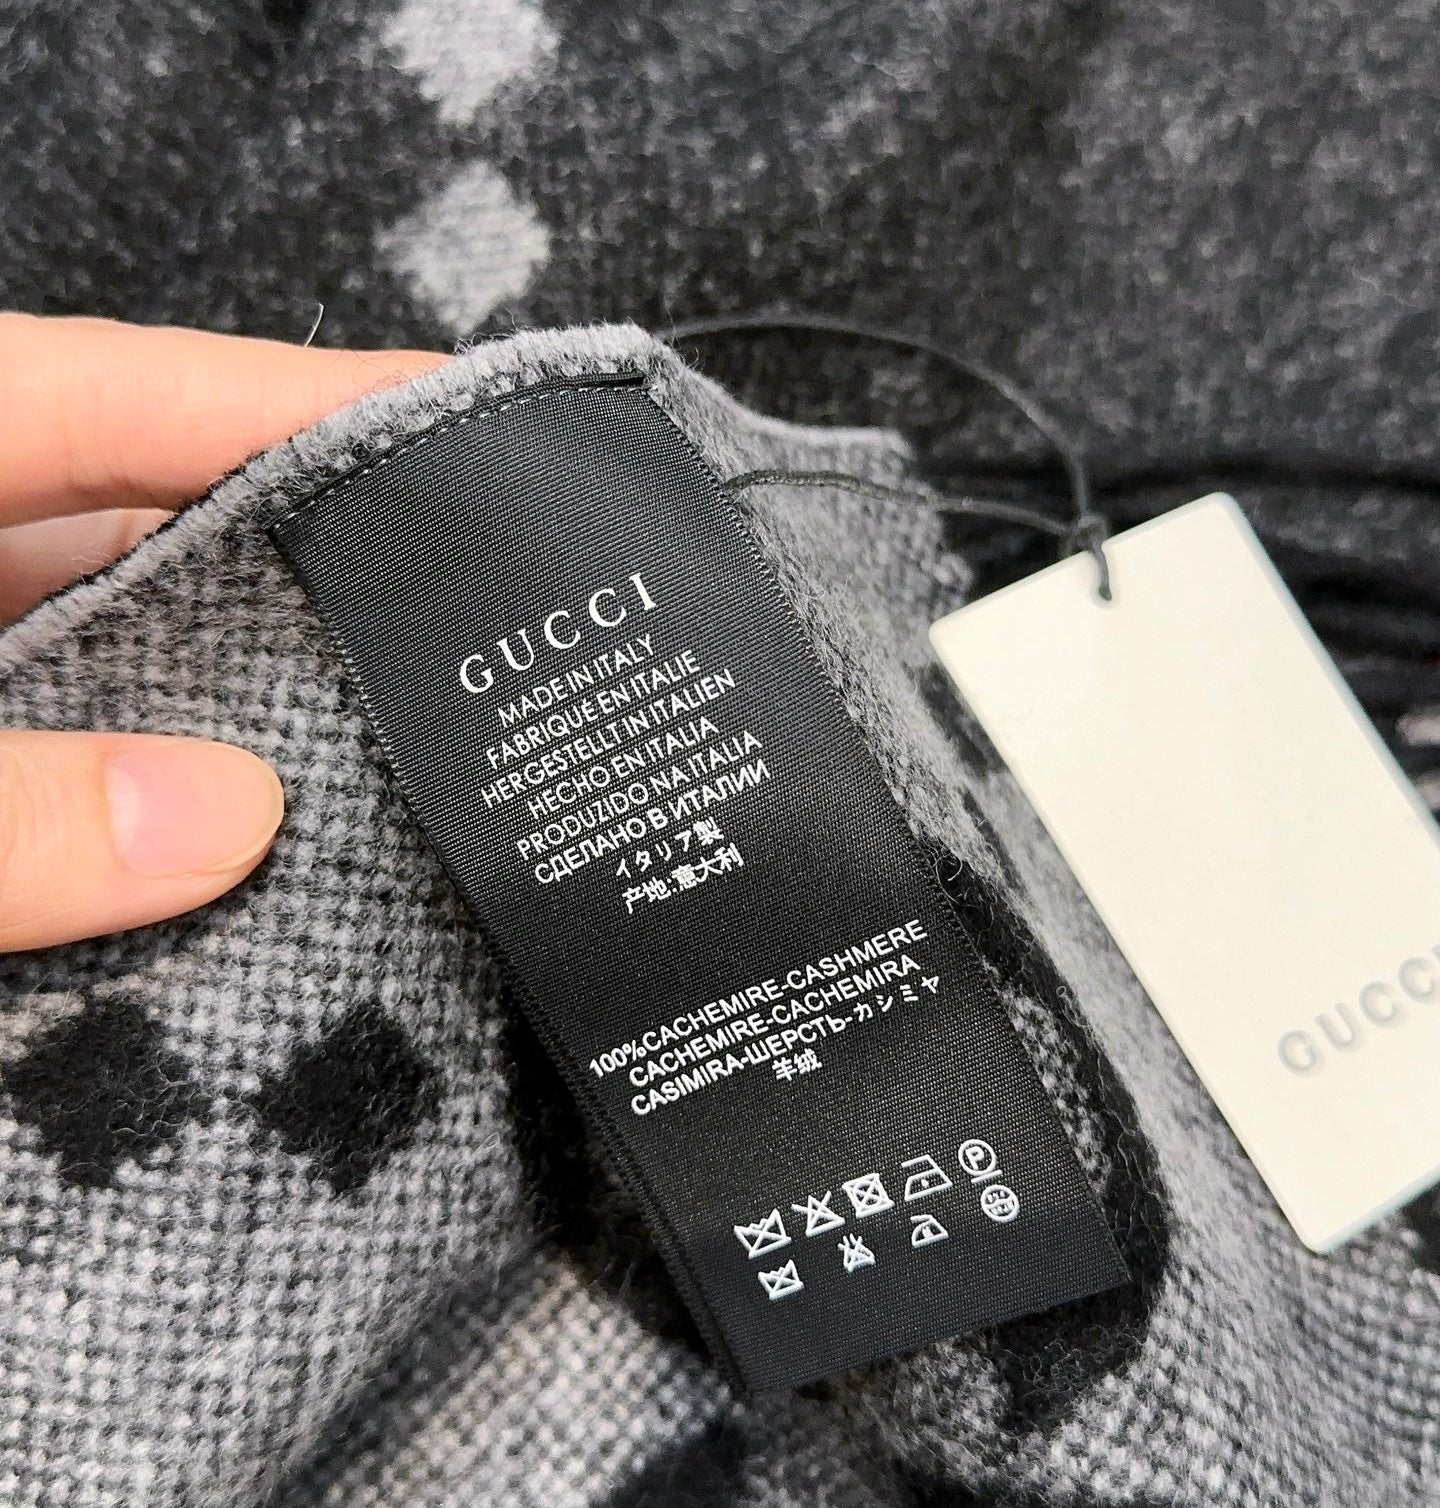 GUCCI
MADE IN ITALY
FABRIQUÉ EN ITALIE
HERGESTELLT IN ITALIEN
HECHO EN ITALIA
PRODUZIDO NA ITALIA
СДЕЛАНО В ИТАЛИИ
イタリア製
产地:意大利
100%CACHEMIRE-CASHMERE
CACHEMIRE-CACHEMIRA
CASIMIRA-ШЕРСТЬ-カシミヤ
羊绒
P
GUCCI